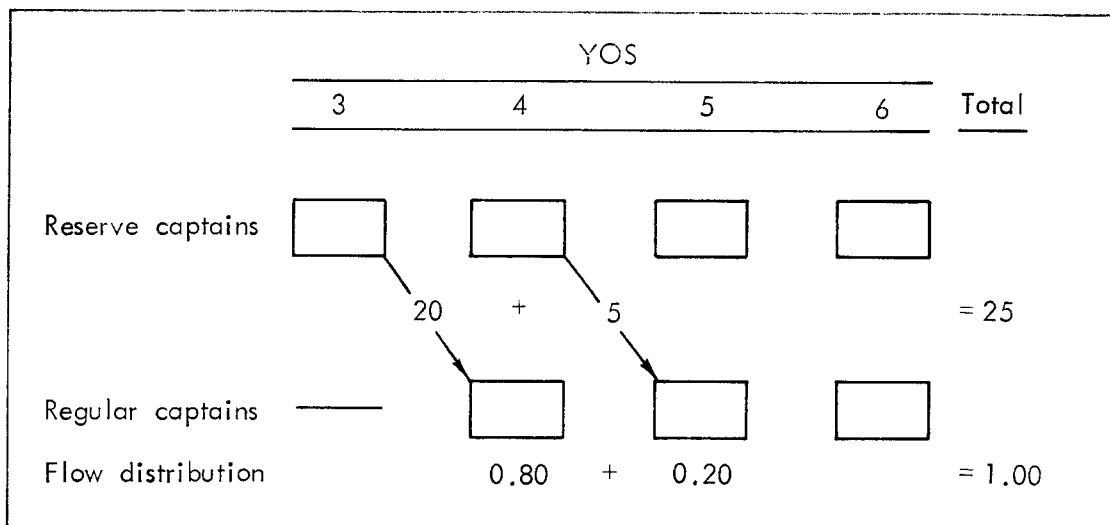 YOS
3 4 5 6 Total
Reserve captains
20 + 5 = 25
Regular captains
Flow distribution 0.80 + 0.20 = 1.00